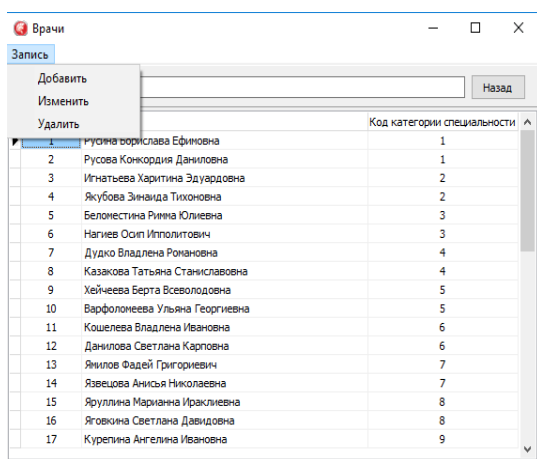 Врачи
Запись
Добавить
Изменить
Удалить
Назад
Код категории специальности
1 Русина Борислава Ефимовна 1
2 Русова Конкордия Даниловна 1
3 Игнатьева Харитина Эдуардовна 2
4 Якубова Зинаида Тихоновна 2
5 Беломестина Римма Юлиевна 3
6 Нагиев Осип Ипполитович 3
7 Дудко Владлена Романовна 4
8 Казакова Татьяна Станиславовна 4
9 Хейчеева Берта Всеволодовна 5
10 Варфоломеева Ульяна Георгиевна 5
11 Кошелева Владлена Ивановна 6
12 Данилова Светлана Карповна 6
13 Ямилов Фадей Григориевич 7
14 Язвецова Анисья Николаевна 7
15 Яруллина Марианна Ираклиевна 8
16 Яговкина Светлана Давидовна 8
17 Курепина Ангелина Ивановна 9